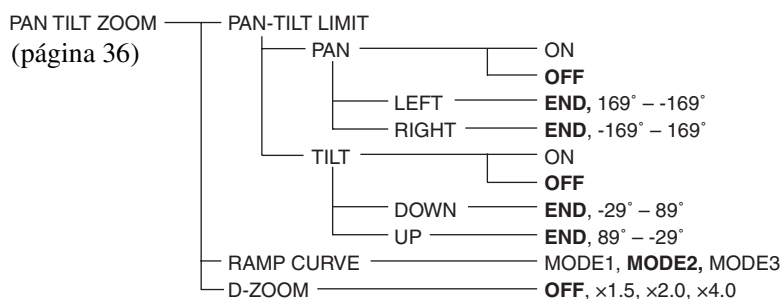 PAN TILT ZOOM PAN-TILT LIMIT
(página 36) PAN ON
OFF
LEFT END, 169˚ – -169˚
RIGHT END, -169˚ – 169˚
TILT ON
OFF
DOWN END, -29˚ – 89˚
UP END, 89˚ – -29˚
RAMP CURVE MODE1, MODE2, MODE3
D-ZOOM OFF, ×1.5, ×2.0, ×4.0